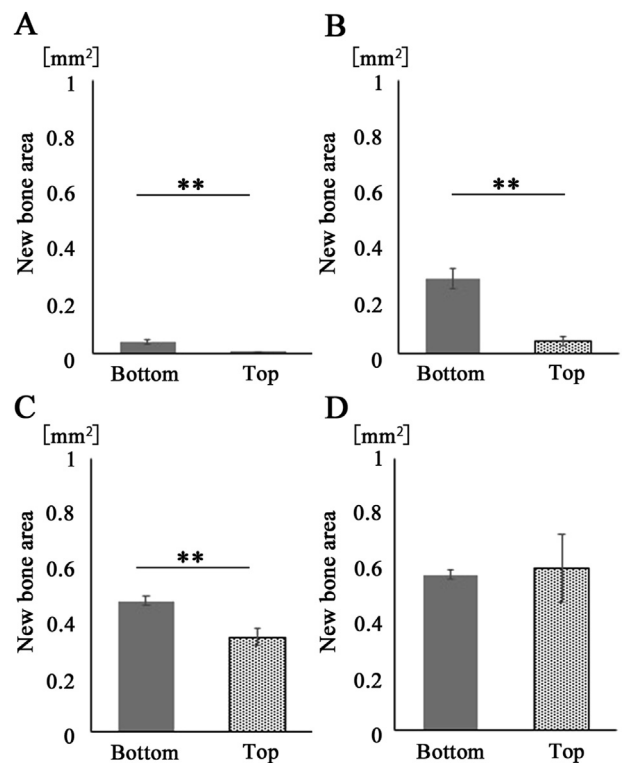 A
[mm²]
New bone area
1
0.8
0.6
0.4
0.2
0
**
Bottom Top
B
[mm²]
New bone area
1
0.8
0.6
0.4
0.2
0
**
Bottom Top
C
[mm²]
New bone area
1
0.8
0.6
0.4
0.2
0
**
Bottom Top
D
[mm²]
New bone area
1
0.8
0.6
0.4
0.2
0
Bottom Top